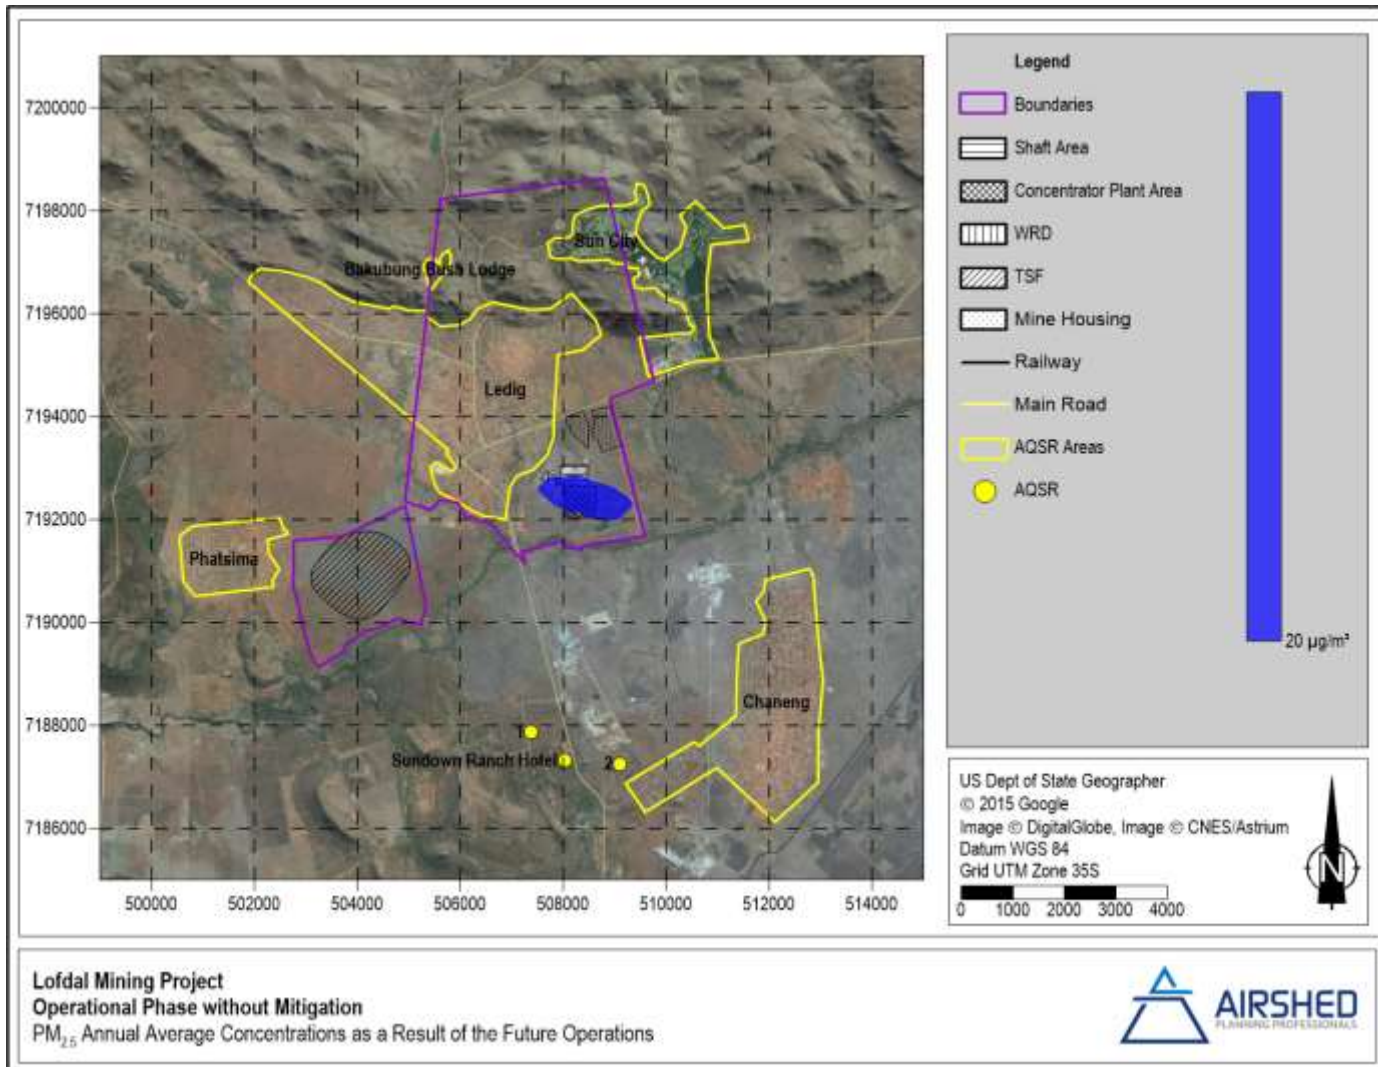 7200000
7198000
7196000
7194000
7192000
7190000
7188000
7186000
500000 502000 504000 506000 508000 510000 512000 514000
Sun City
Bakubung Bush Lodge
Ledig
Phatsima
Chaneng
1
Sundown Ranch Hotel
2
Legend
Boundaries
Shaft Area
Concentrator Plant Area
WRD
TSF
Mine Housing
Railway
Main Road
AQSR Areas
AQSR
20 µg/m³
US Dept of State Geographer
© 2015 Google
Image © DigitalGlobe, Image © CNES/Astrium
Datum WGS 84
Grid UTM Zone 35S
0 1000 2000 3000 4000
N
Lofdal Mining Project
Operational Phase without Mitigation
PM2.5 Annual Average Concentrations as a Result of the Future Operations
AIRSHED
PLANNING PROFESSIONALS